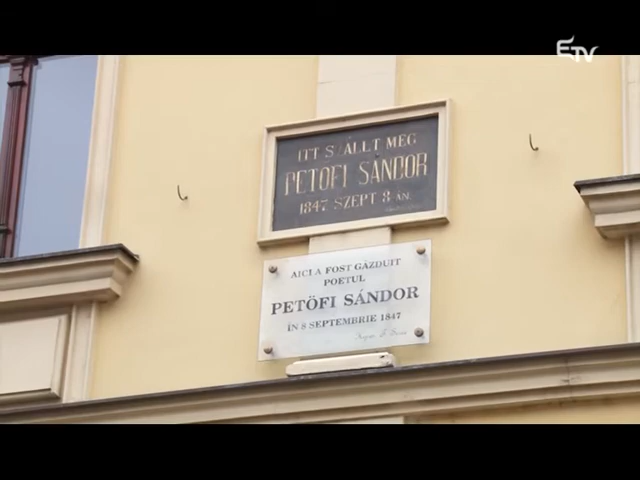 ETV
ITT SZÁLLT MEG
PETŐFI SÁNDOR
1847 SZEPT 8-ÁN.
AICI A FOST GĂZDUIT
POETUL
PETÖFI SÁNDOR
ÎN 8 SEPTEMBRIE 1847